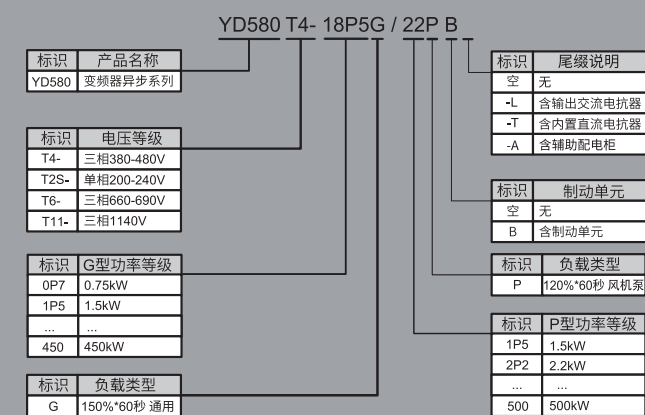 YD580 T4- 18P5G / 22P B _
标识 产品名称
YD580 变频器异步系列
标识 电压等级
T4- 三相380-480V
T2S- 单相200-240V
T6- 三相660-690V
T11- 三相1140V
标识 G型功率等级
0P7 0.75kW
1P5 1.5kW
... ...
450 450kW
标识 负载类型
G 150%*60秒 通用
标识 尾缀说明
空 无
-L 含输出交流电抗器
-T 含内置直流电抗器
-A 含辅助配电柜
标识 制动单元
空 无
B 含制动单元
标识 负载类型
P 120%*60秒 风机泵
标识 P型功率等级
1P5 1.5kW
2P2 2.2kW
... ...
500 500kW